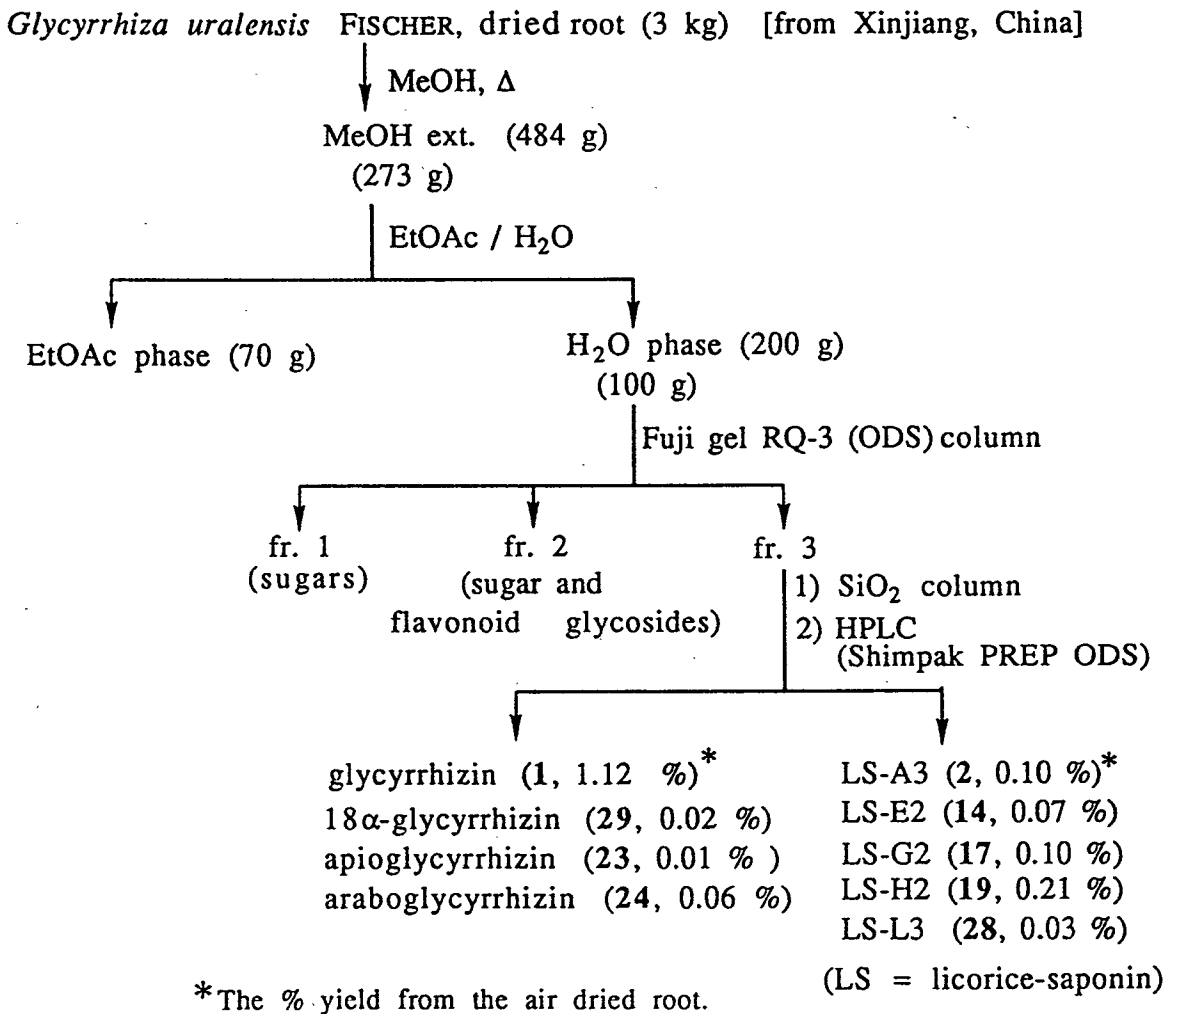 Glycyrrhiza uralensis FISCHER, dried root (3 kg) [from Xinjiang, China]
MeOH, Δ
MeOH ext. (484 g)
(273 g)
EtOAc / H₂O
EtOAc phase (70 g)
H₂O phase (200 g)
(100 g)
Fuji gel RQ-3 (ODS) column
fr. 1
(sugars)
fr. 2
(sugar and
flavonoid glycosides)
fr. 3
1) SiO₂ column
2) HPLC
(Shimpak PREP ODS)
glycyrrhizin (1, 1.12 %)*
18α-glycyrrhizin (29, 0.02 %)
apioglycyrrhizin (23, 0.01 % )
araboglycyrrhizin (24, 0.06 %)
LS-A3 (2, 0.10 %)*
LS-E2 (14, 0.07 %)
LS-G2 (17, 0.10 %)
LS-H2 (19, 0.21 %)
LS-L3 (28, 0.03 %)
(LS = licorice-saponin)
*The % yield from the air dried root.